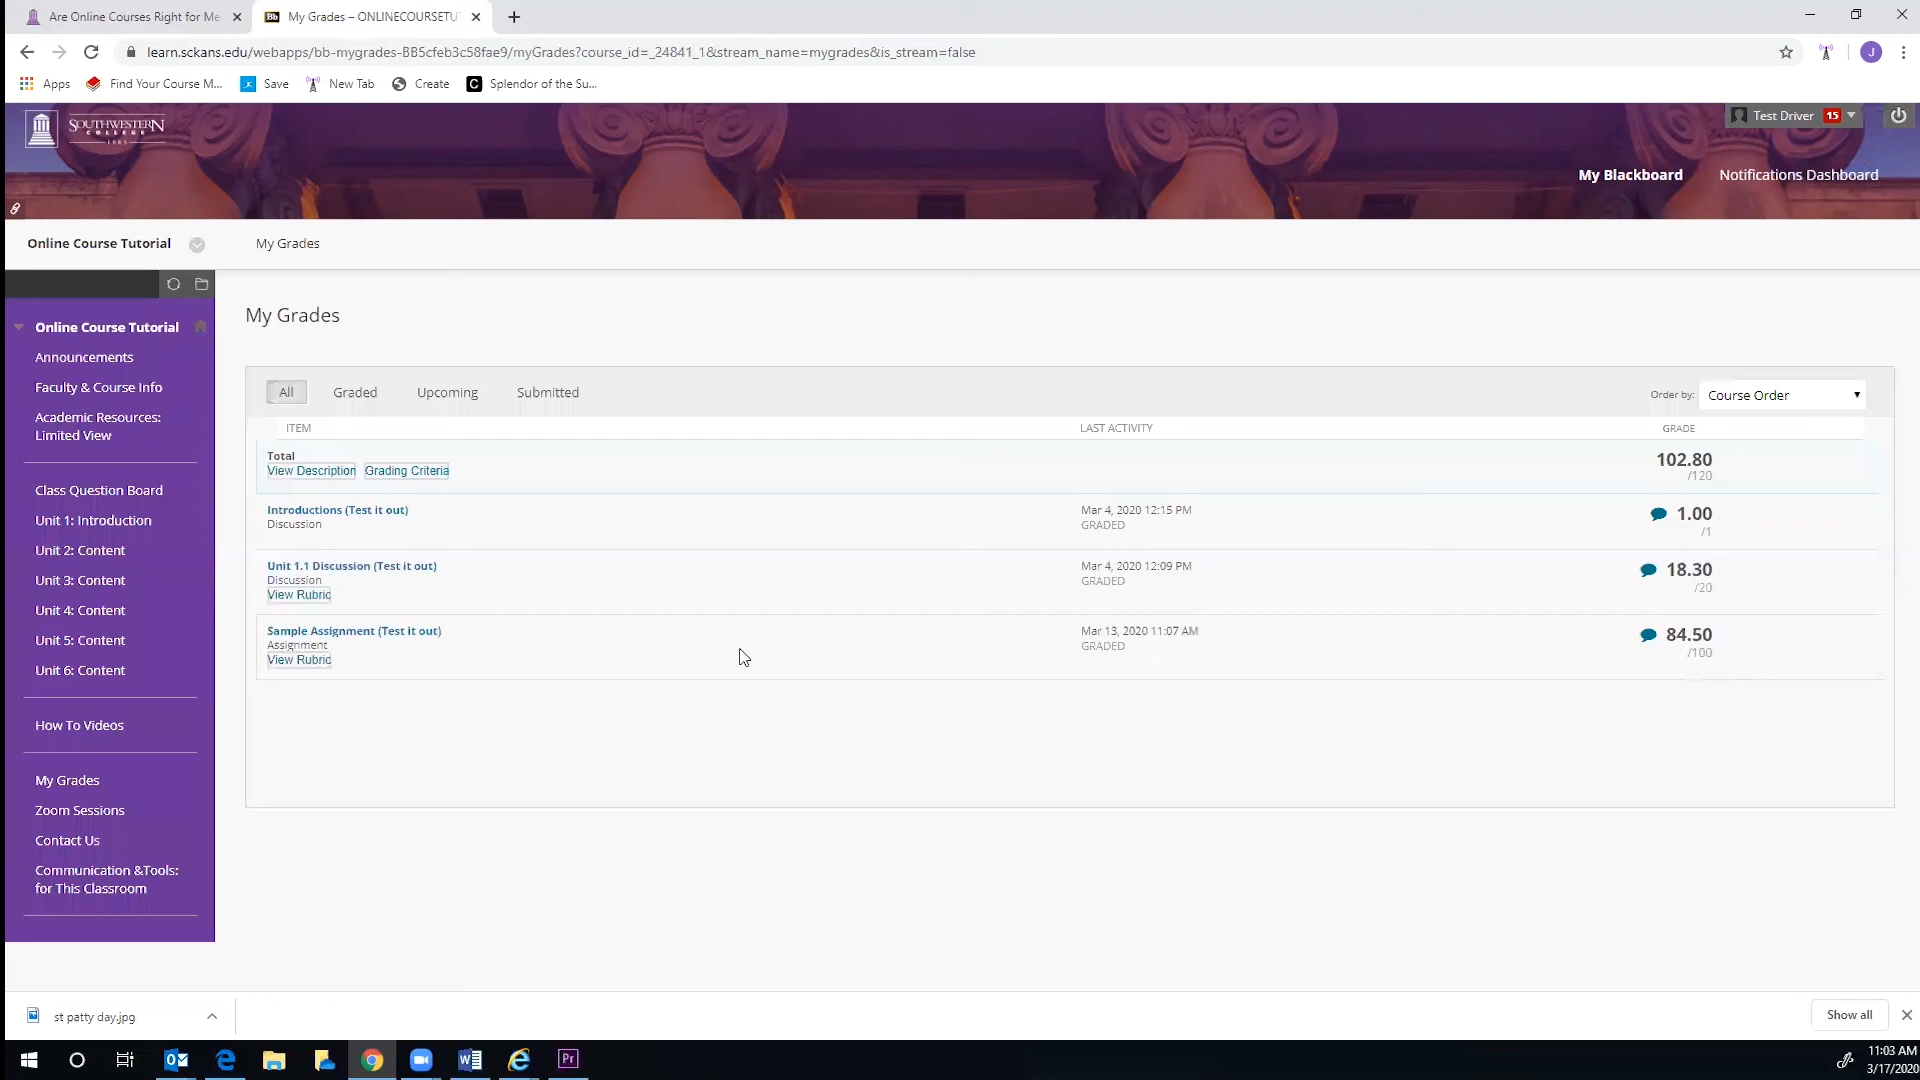 Are Online Courses Right for Me
My Grades – ONLINECOURSETU
learn.sckans.edu/webapps/bb-mygrades-BB5cfeb3c58fae9/myGrades?course_id=_24841_1&stream_name=mygrades&is_stream=false
J
Apps
Find Your Course M...
Save
New Tab
Create
Splendor of the Su...
SOUTHWESTERN
COLLEGE
1885
Test Driver 15
My Blackboard
Notifications Dashboard
Online Course Tutorial
My Grades
Online Course Tutorial
Announcements
Faculty & Course Info
Academic Resources:
Limited View
Class Question Board
Unit 1: Introduction
Unit 2: Content
Unit 3: Content
Unit 4: Content
Unit 5: Content
Unit 6: Content
How To Videos
My Grades
Zoom Sessions
Contact Us
Communication &Tools:
for This Classroom
My Grades
All
Graded
Upcoming
Submitted
Order by: Course Order
ITEM
LAST ACTIVITY
GRADE
Total
View Description
Grading Criteria
102.80
/120
Introductions (Test it out)
Discussion
Mar 4, 2020 12:15 PM
GRADED
1.00
/1
Unit 1.1 Discussion (Test it out)
Discussion
View Rubric
Mar 4, 2020 12:09 PM
GRADED
18.30
/20
Sample Assignment (Test it out)
Assignment
View Rubric
Mar 13, 2020 11:07 AM
GRADED
84.50
/100
st patty day.jpg
Show all
11:03 AM
3/17/2020